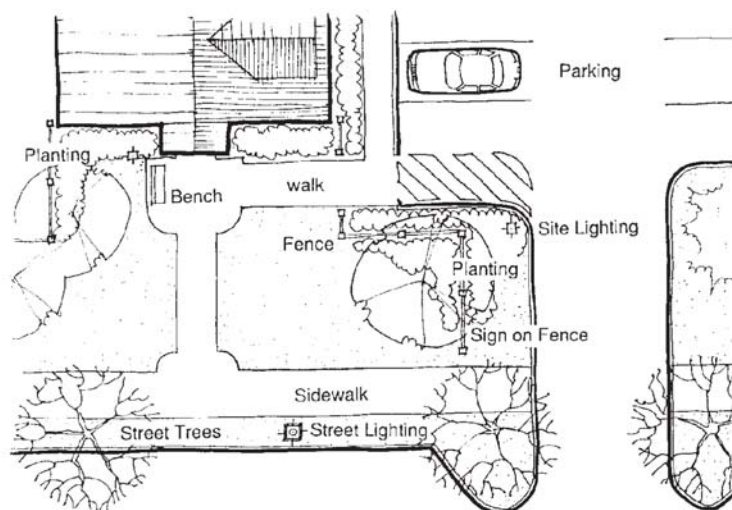 Parking
Planting
Bench
walk
Fence
Site Lighting
Planting
Sign on Fence
Sidewalk
Street Trees
Street Lighting